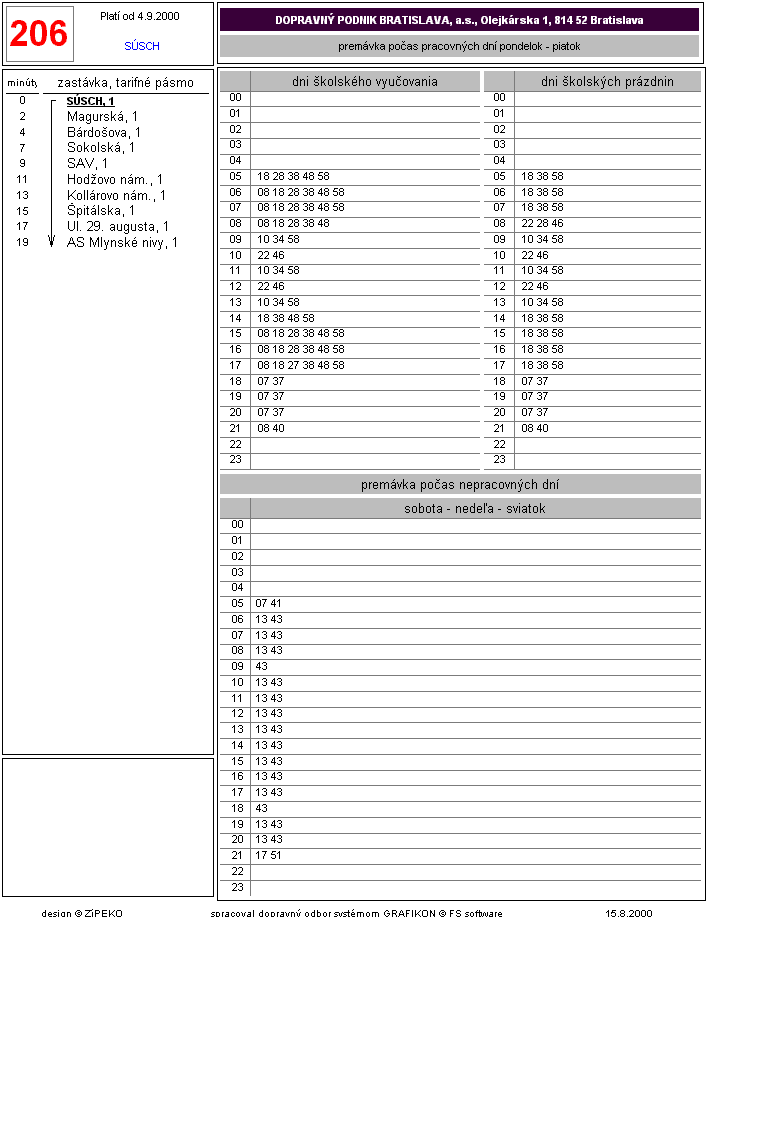 206
Platí od 4.9.2000
SÚSCH
DOPRAVNÝ PODNIK BRATISLAVA, a.s., Olejkárska 1, 814 52 Bratislava
premávka počas pracovných dní pondelok - piatok
minúty zastávka, tarifné pásmo
0 SÚSCH, 1
2 Magurská, 1
4 Bárdošova, 1
7 Sokolská, 1
9 SAV, 1
11 Hodžovo nám., 1
13 Kollárovo nám., 1
15 Špitálska, 1
17 Ul. 29. augusta, 1
19 AS Mlynské nivy, 1
dni školského vyučovania
00
01
02
03
04
05 18 28 38 48 58
06 08 18 28 38 48 58
07 08 18 28 38 48 58
08 08 18 28 38 48
09 10 34 58
10 22 46
11 10 34 58
12 22 46
13 10 34 58
14 18 38 48 58
15 08 18 28 38 48 58
16 08 18 28 38 48 58
17 08 18 27 38 48 58
18 07 37
19 07 37
20 07 37
21 08 40
22
23
dni školských prázdnin
00
01
02
03
04
05 18 38 58
06 18 38 58
07 18 38 58
08 22 28 46
09 10 34 58
10 22 46
11 10 34 58
12 22 46
13 10 34 58
14 18 38 58
15 18 38 58
16 18 38 58
17 18 38 58
18 07 37
19 07 37
20 07 37
21 08 40
22
23
premávka počas nepracovných dní
sobota - nedeľa - sviatok
00
01
02
03
04
05 07 41
06 13 43
07 13 43
08 13 43
09 43
10 13 43
11 13 43
12 13 43
13 13 43
14 13 43
15 13 43
16 13 43
17 13 43
18 43
19 13 43
20 13 43
21 17 51
22
23
design © ZiPEKO spracoval dopravný odbor systémom GRAFIKON © FS software 15.8.2000